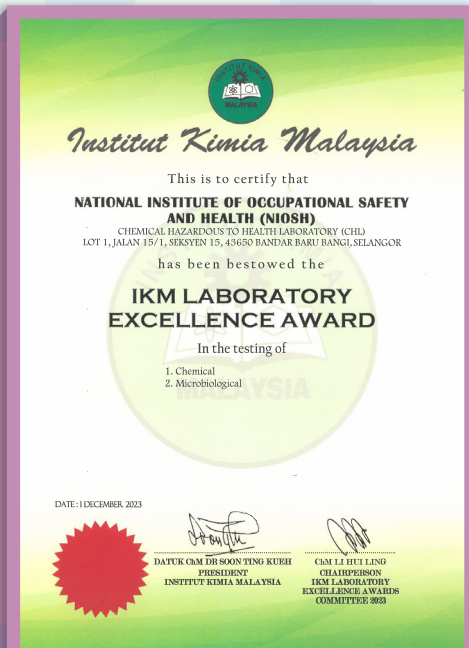 INSTITUT KIMIA
MALAYSIA
Institut Kimia Malaysia
This is to certify that
NATIONAL INSTITUTE OF OCCUPATIONAL SAFETY
AND HEALTH (NIOSH)
CHEMICAL HAZARDOUS TO HEALTH LABORATORY (CHL)
LOT 1, JALAN 15/1, SEKSYEN 15, 43650 BANDAR BARU BANGI, SELANGOR
has been bestowed the
IKM LABORATORY
EXCELLENCE AWARD
In the testing of
1. Chemical
2. Microbiological
MALAYSIA
DATE : 1 DECEMBER 2023
DATUK ChM DR SOON TING KUEH
PRESIDENT
INSTITUT KIMIA MALAYSIA
ChM LI HUI LING
CHAIRPERSON
IKM LABORATORY
EXCELLENCE AWARDS
COMMITTEE 2023